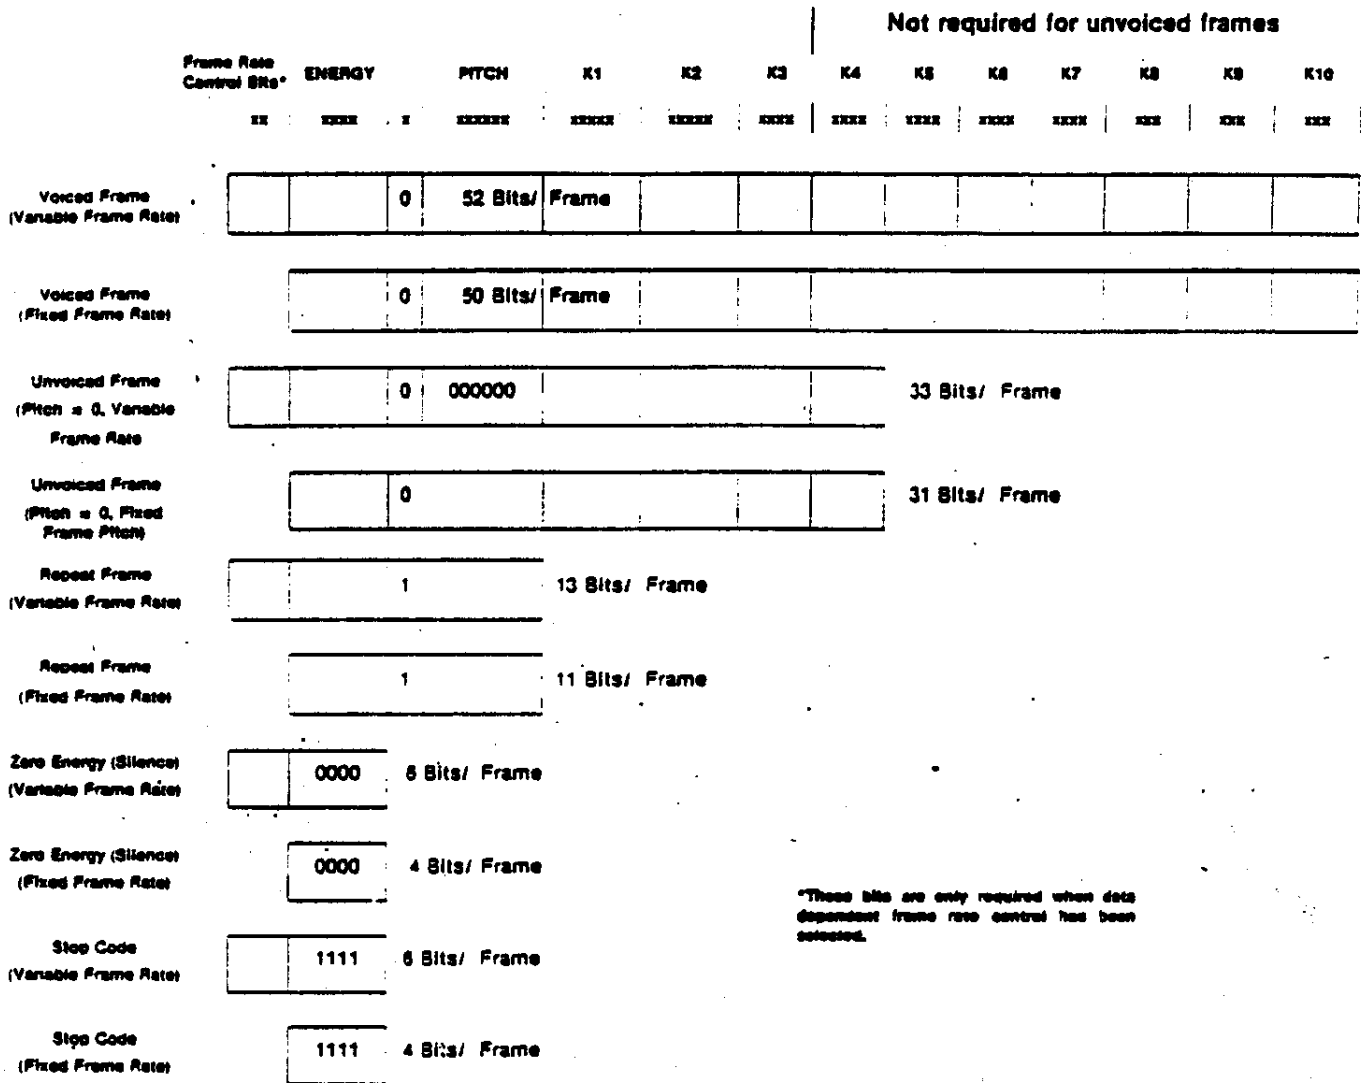 Not required for unvoiced frames
Frame Rate
Control Bits*
ENERGY PITCH K1 K2 K3 K4 K5 K6 K7 K8 K9 K10
xx xxxx x xxxxxx xxxxx xxxxx xxxx xxxx xxxx xxxx xxxx xxx xxx xxx
Voiced Frame
(Variable Frame Rate)
0 52 Bits/ Frame
Voiced Frame
(Fixed Frame Rate)
0 50 Bits/ Frame
Unvoiced Frame
(Pitch = 0, Variable
Frame Rate
0 000000 33 Bits/ Frame
Unvoiced Frame
(Pitch = 0, Fixed
Frame Pitch)
0 31 Bits/ Frame
Repeat Frame
(Variable Frame Rate)
1 13 Bits/ Frame
Repeat Frame
(Fixed Frame Rate)
1 11 Bits/ Frame
Zero Energy (Silence)
(Variable Frame Rate)
0000 6 Bits/ Frame
Zero Energy (Silence)
(Fixed Frame Rate)
0000 4 Bits/ Frame
*These bits are only required when data
dependent frame rate control has been
selected.
Stop Code
(Variable Frame Rate)
1111 6 Bits/ Frame
Stop Code
(Fixed Frame Rate)
1111 4 Bits/ Frame